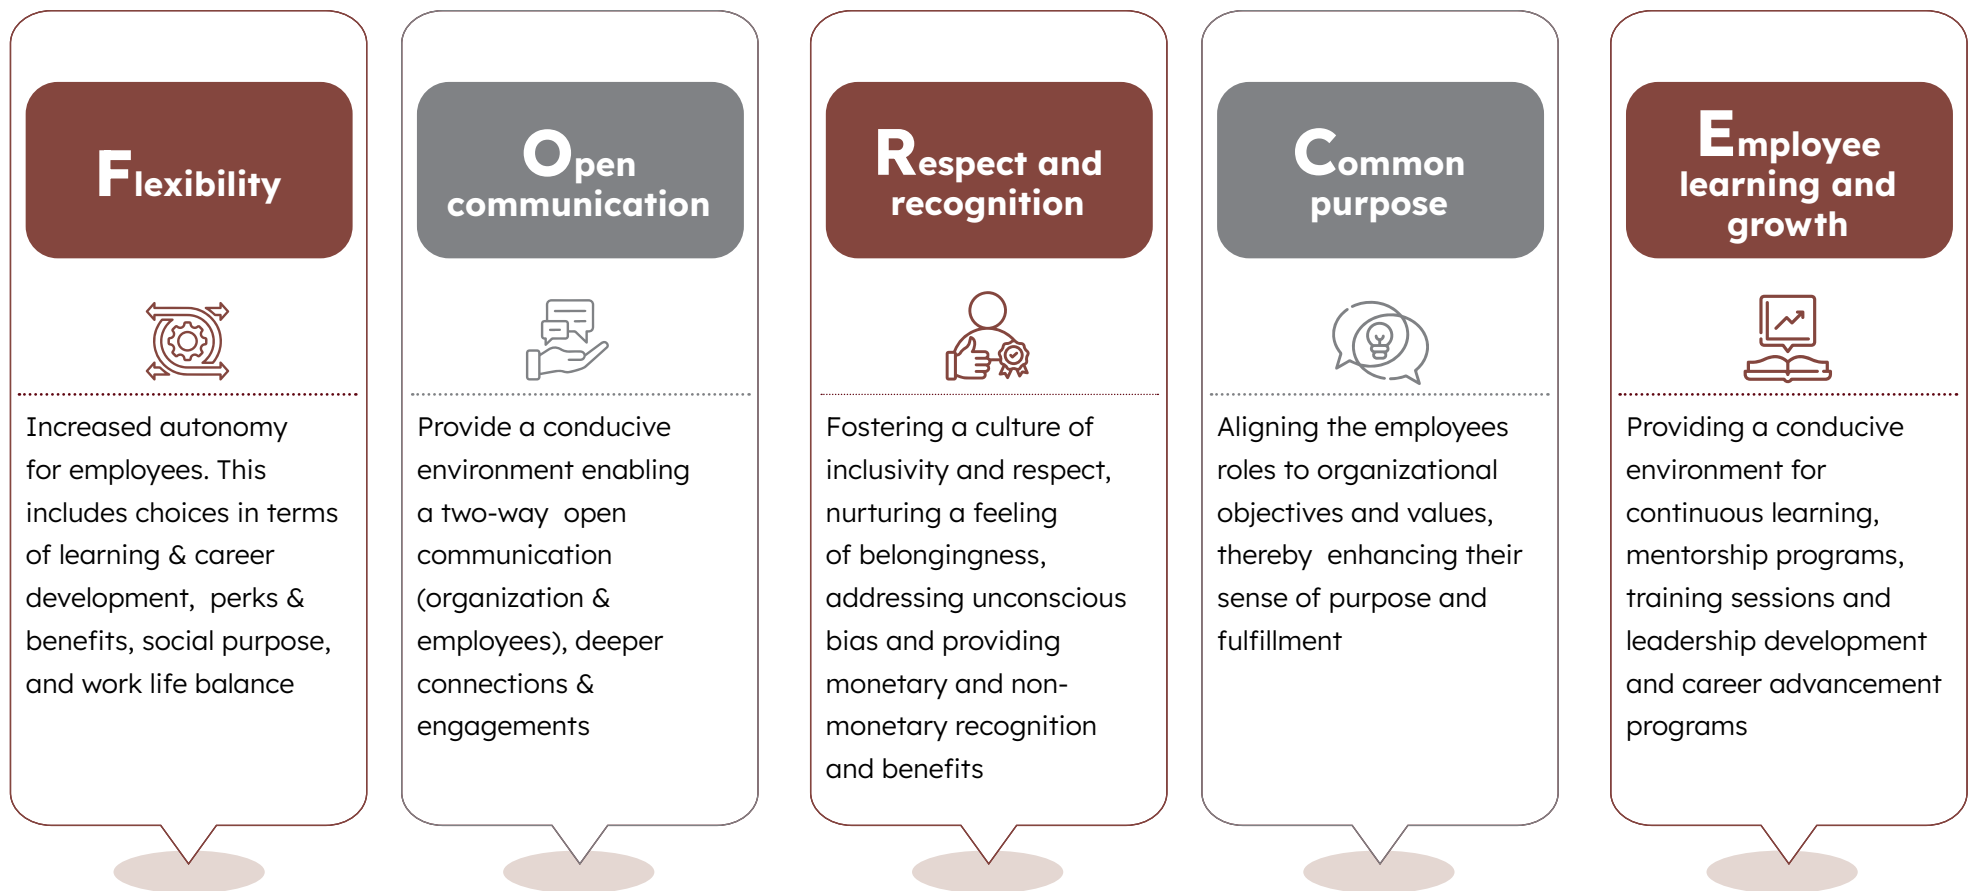 Flexibility
Increased autonomy
for employees. This
includes choices in terms
of learning & career
development,  perks &
benefits, social purpose,
and work life balance
Open
communication
Provide a conducive
environment enabling
a two-way  open
communication
(organization &
employees), deeper
connections &
engagements
Respect and
recognition
Fostering a culture of
inclusivity and respect,
nurturing a feeling
of belongingness,
addressing unconscious
bias and providing
monetary and non-
monetary recognition
and benefits
Common
purpose
Aligning the employees
roles to organizational
objectives and values,
thereby  enhancing their
sense of purpose and
fulfillment
Employee
learning and
growth
Providing a conducive
environment for
continuous learning,
mentorship programs,
training sessions and
leadership development
and career advancement
programs